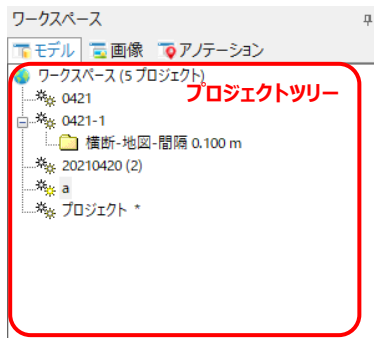 ワークスペース
モデル 画像 アノテーション
ワークスペース (5 プロジェクト)
プロジェクトツリー
0421
0421-1
横断-地図-間隔 0.100 m
20210420 (2)
a
プロジェクト *